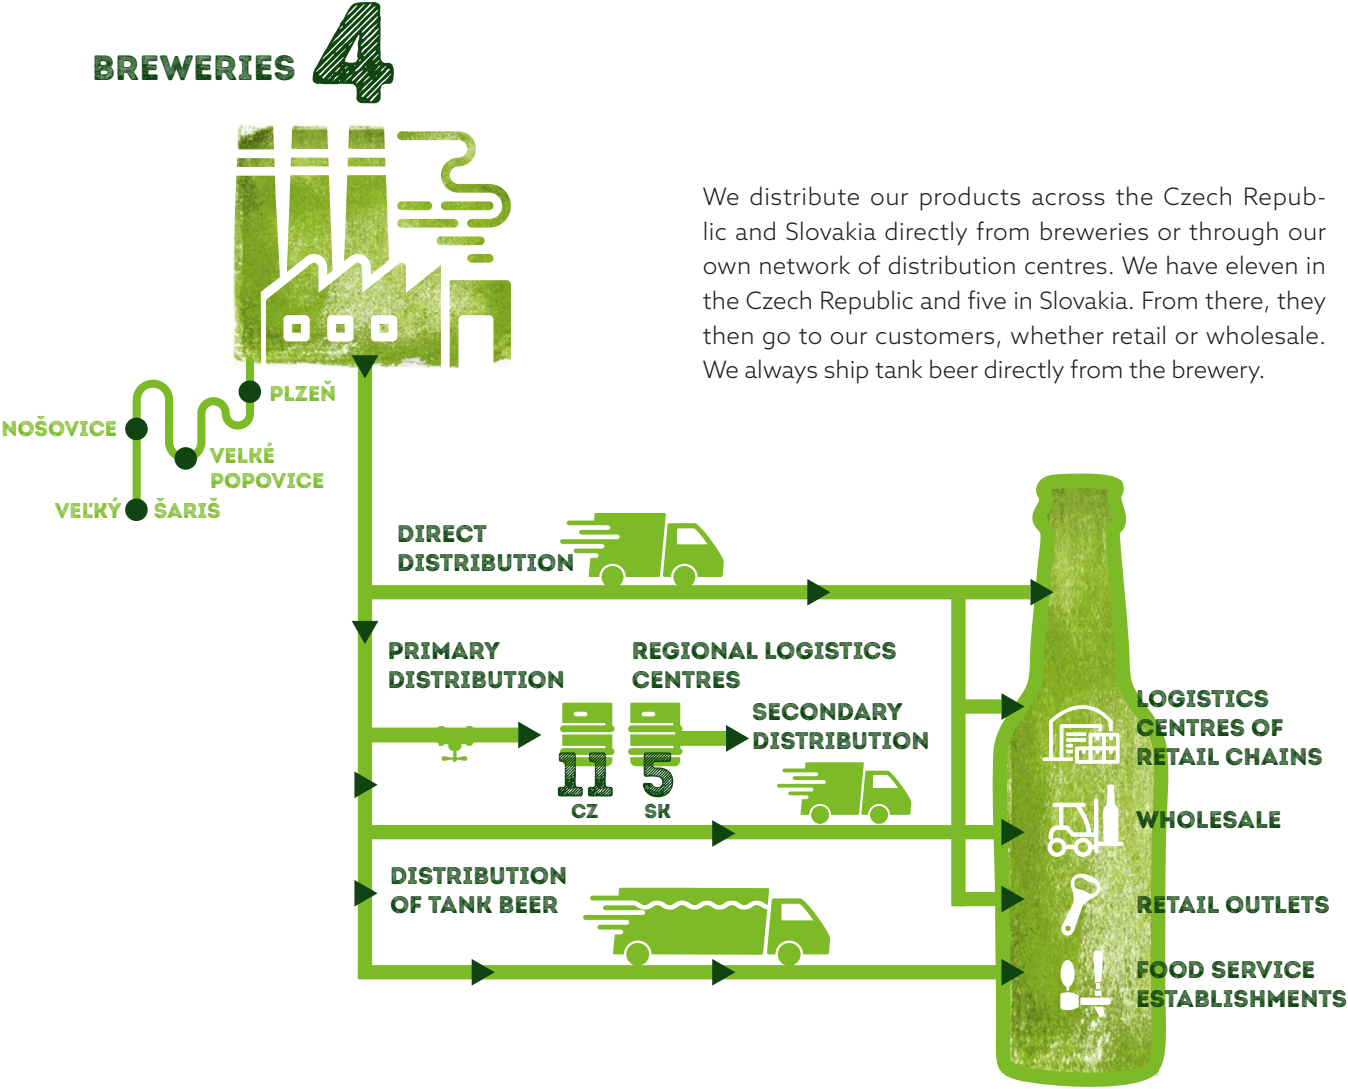 BREWERIES 4
We distribute our products across the Czech Repub-
lic and Slovakia directly from breweries or through our
own network of distribution centres. We have eleven in
the Czech Republic and five in Slovakia. From there, they
then go to our customers, whether retail or wholesale.
We always ship tank beer directly from the brewery.
PLZEŇ
NOŠOVICE
VELKÉ
POPOVICE
VEĽKÝ ŠARIŠ
DIRECT
DISTRIBUTION
PRIMARY
DISTRIBUTION
REGIONAL LOGISTICS
CENTRES
11
CZ
5
SK
SECONDARY
DISTRIBUTION
DISTRIBUTION
OF TANK BEER
LOGISTICS
CENTRES OF
RETAIL CHAINS
WHOLESALE
RETAIL OUTLETS
FOOD SERVICE
ESTABLISHMENTS